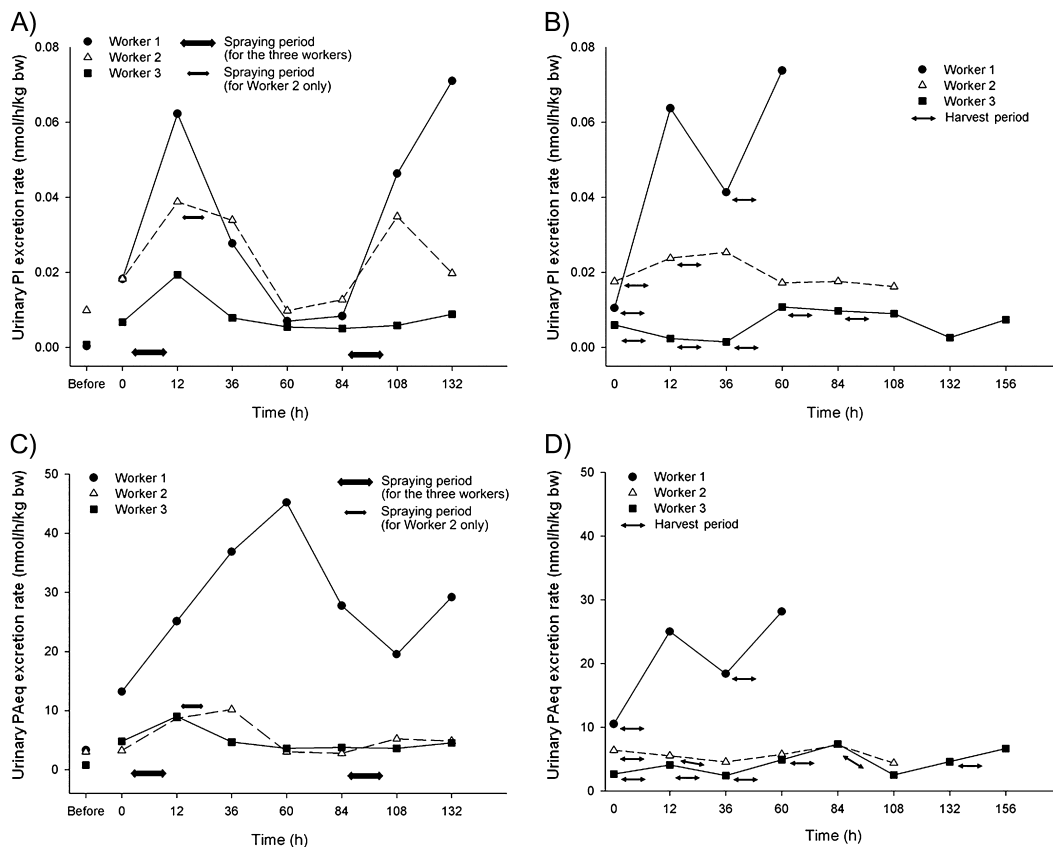 A)
Urinary PI excretion rate (nmol/h/kg bw)
0.08
0.06
0.04
0.02
0.00
Worker 1
Worker 2
Worker 3
Spraying period
(for the three workers)
Spraying period
(for Worker 2 only)
Before 0 12 36 60 84 108 132
Time (h)
B)
Urinary PI excretion rate (nmol/h/kg bw)
0.08
0.06
0.04
0.02
0.00
Worker 1
Worker 2
Worker 3
Harvest period
0 12 36 60 84 108 132 156
Time (h)
C)
Urinary PAeq excretion rate (nmol/h/kg bw)
50
40
30
20
10
0
Worker 1
Worker 2
Worker 3
Spraying period
(for the three workers)
Spraying period
(for Worker 2 only)
Before 0 12 36 60 84 108 132
Time (h)
D)
Urinary PAeq excretion rate (nmol/h/kg bw)
50
40
30
20
10
0
Worker 1
Worker 2
Worker 3
Harvest period
0 12 36 60 84 108 132 156
Time (h)